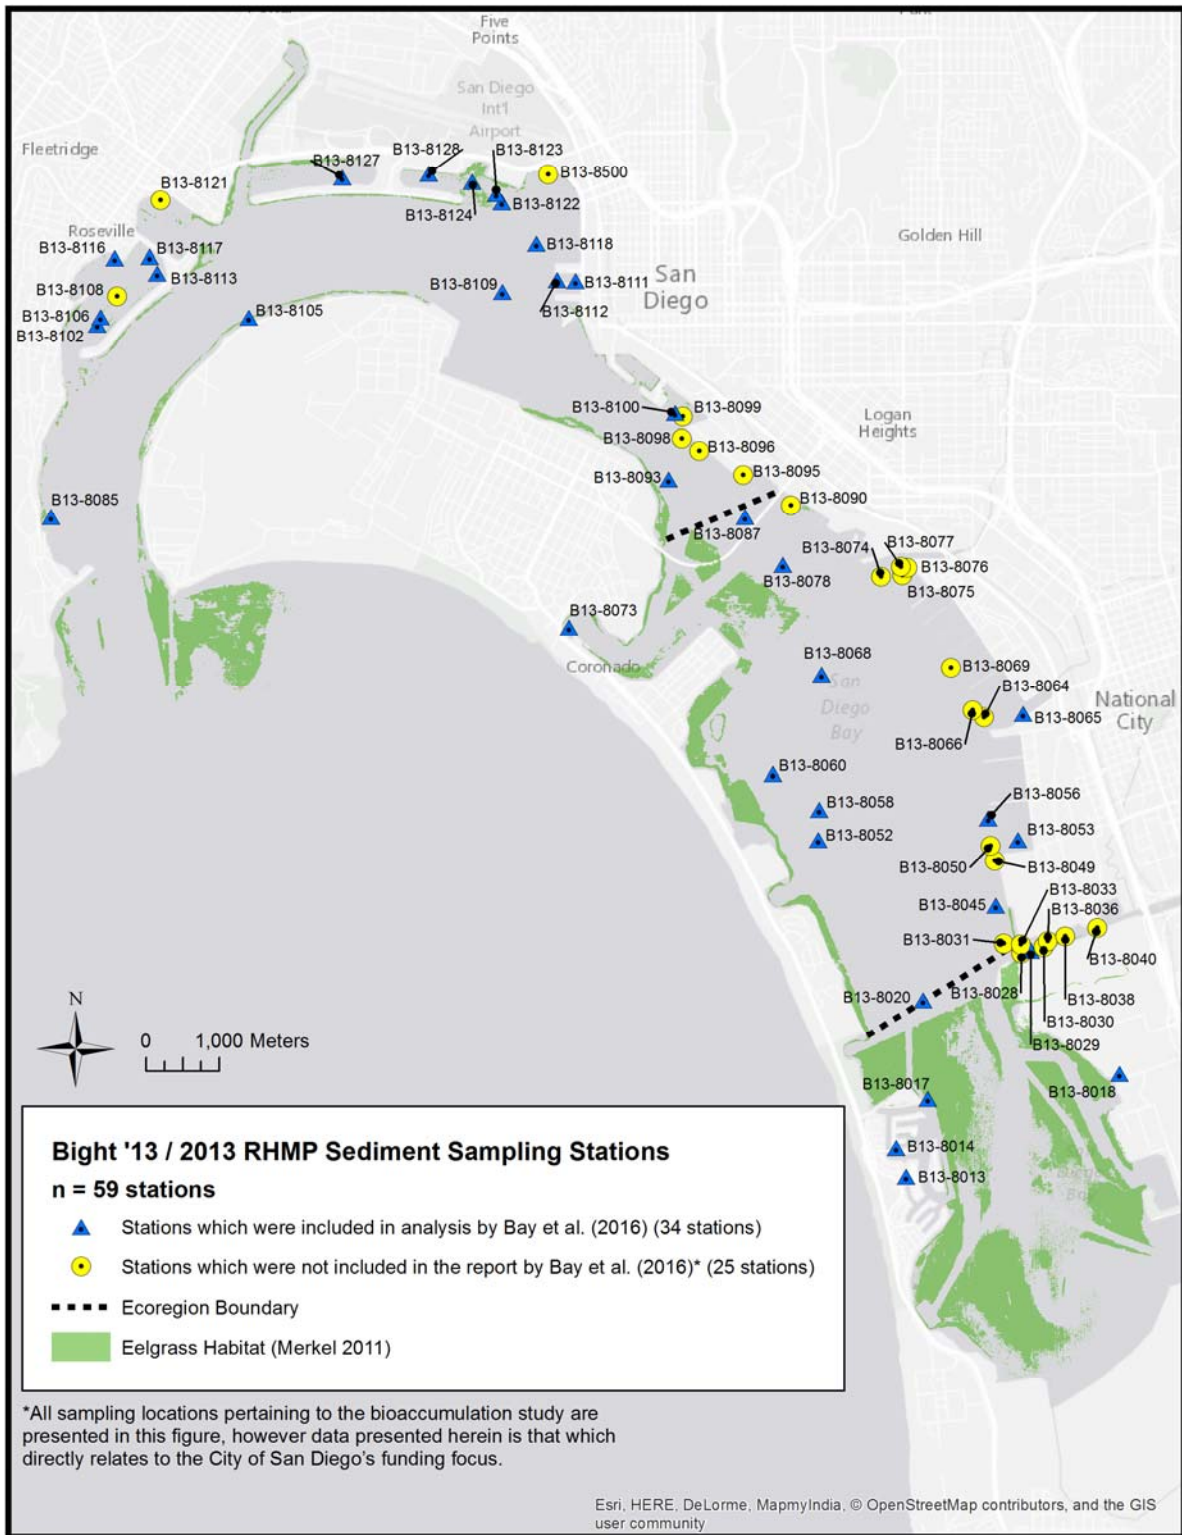 Five
Points
San Diego
Int'l
Airport
Fleetridge
B13-8127
B13-8128
B13-8123
B13-8500
B13-8121
B13-8124
B13-8122
Roseville
B13-8116
B13-8117
B13-8118
Golden Hill
B13-8113
B13-8108
B13-8109
B13-8111
San
Diego
B13-8112
B13-8106
B13-8105
B13-8102
B13-8100
B13-8099
Logan
Heights
B13-8098
B13-8096
B13-8093
B13-8095
B13-8090
B13-8085
B13-8087
B13-8074
B13-8077
B13-8076
B13-8078
B13-8075
B13-8073
Coronado
B13-8068
B13-8069
San
Diego
Bay
B13-8064
B13-8065
National
City
B13-8066
B13-8060
B13-8056
B13-8058
B13-8053
B13-8052
B13-8050
B13-8049
B13-8033
B13-8045
B13-8036
B13-8031
B13-8040
B13-8020
B13-8028
B13-8038
B13-8030
B13-8029
N
0 1,000 Meters
B13-8017
B13-8018
B13-8014
B13-8013
Bay
Bight '13 / 2013 RHMP Sediment Sampling Stations
n = 59 stations
Stations which were included in analysis by Bay et al. (2016) (34 stations)
Stations which were not included in the report by Bay et al. (2016)* (25 stations)
Ecoregion Boundary
Eelgrass Habitat (Merkel 2011)
*All sampling locations pertaining to the bioaccumulation study are
presented in this figure, however data presented herein is that which
directly relates to the City of San Diego's funding focus.
Esri, HERE, DeLorme, MapmyIndia, © OpenStreetMap contributors, and the GIS
user community